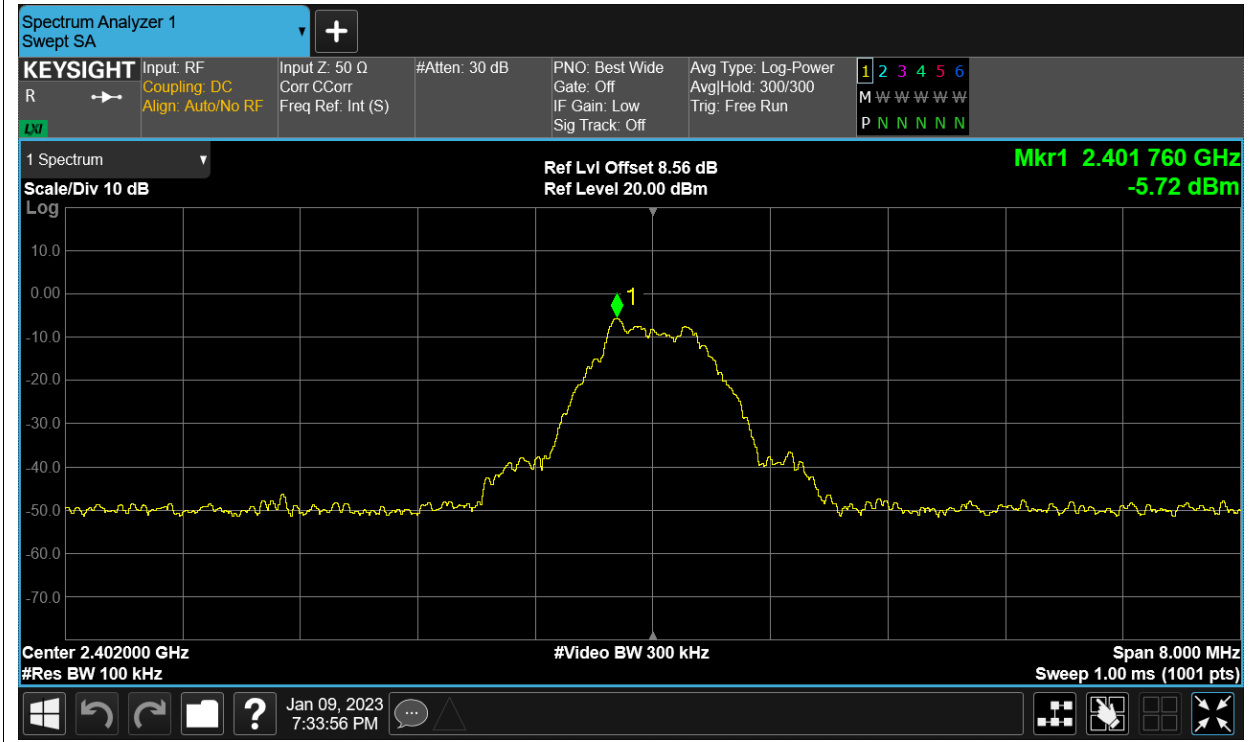 Spectrum Analyzer 1
Swept SA
KEYSIGHT
R
LXI
Input: RF
Coupling: DC
Align: Auto/No RF
Input Z: 50 Ω
Corr CCorr
Freq Ref: Int (S)
#Atten: 30 dB
PNO: Best Wide
Gate: Off
IF Gain: Low
Sig Track: Off
Avg Type: Log-Power
Avg|Hold: 300/300
Trig: Free Run
1 2 3 4 5 6
M W W W W W
P N N N N N
1 Spectrum
Scale/Div 10 dB
Ref Lvl Offset 8.56 dB
Ref Level 20.00 dBm
Mkr1 2.401 760 GHz
-5.72 dBm
Log
10.0
0.00
-10.0
-20.0
-30.0
-40.0
-50.0
-60.0
-70.0
1
Center 2.402000 GHz
#Res BW 100 kHz
#Video BW 300 kHz
Span 8.000 MHz
Sweep 1.00 ms (1001 pts)
?
Jan 09, 2023
7:33:56 PM